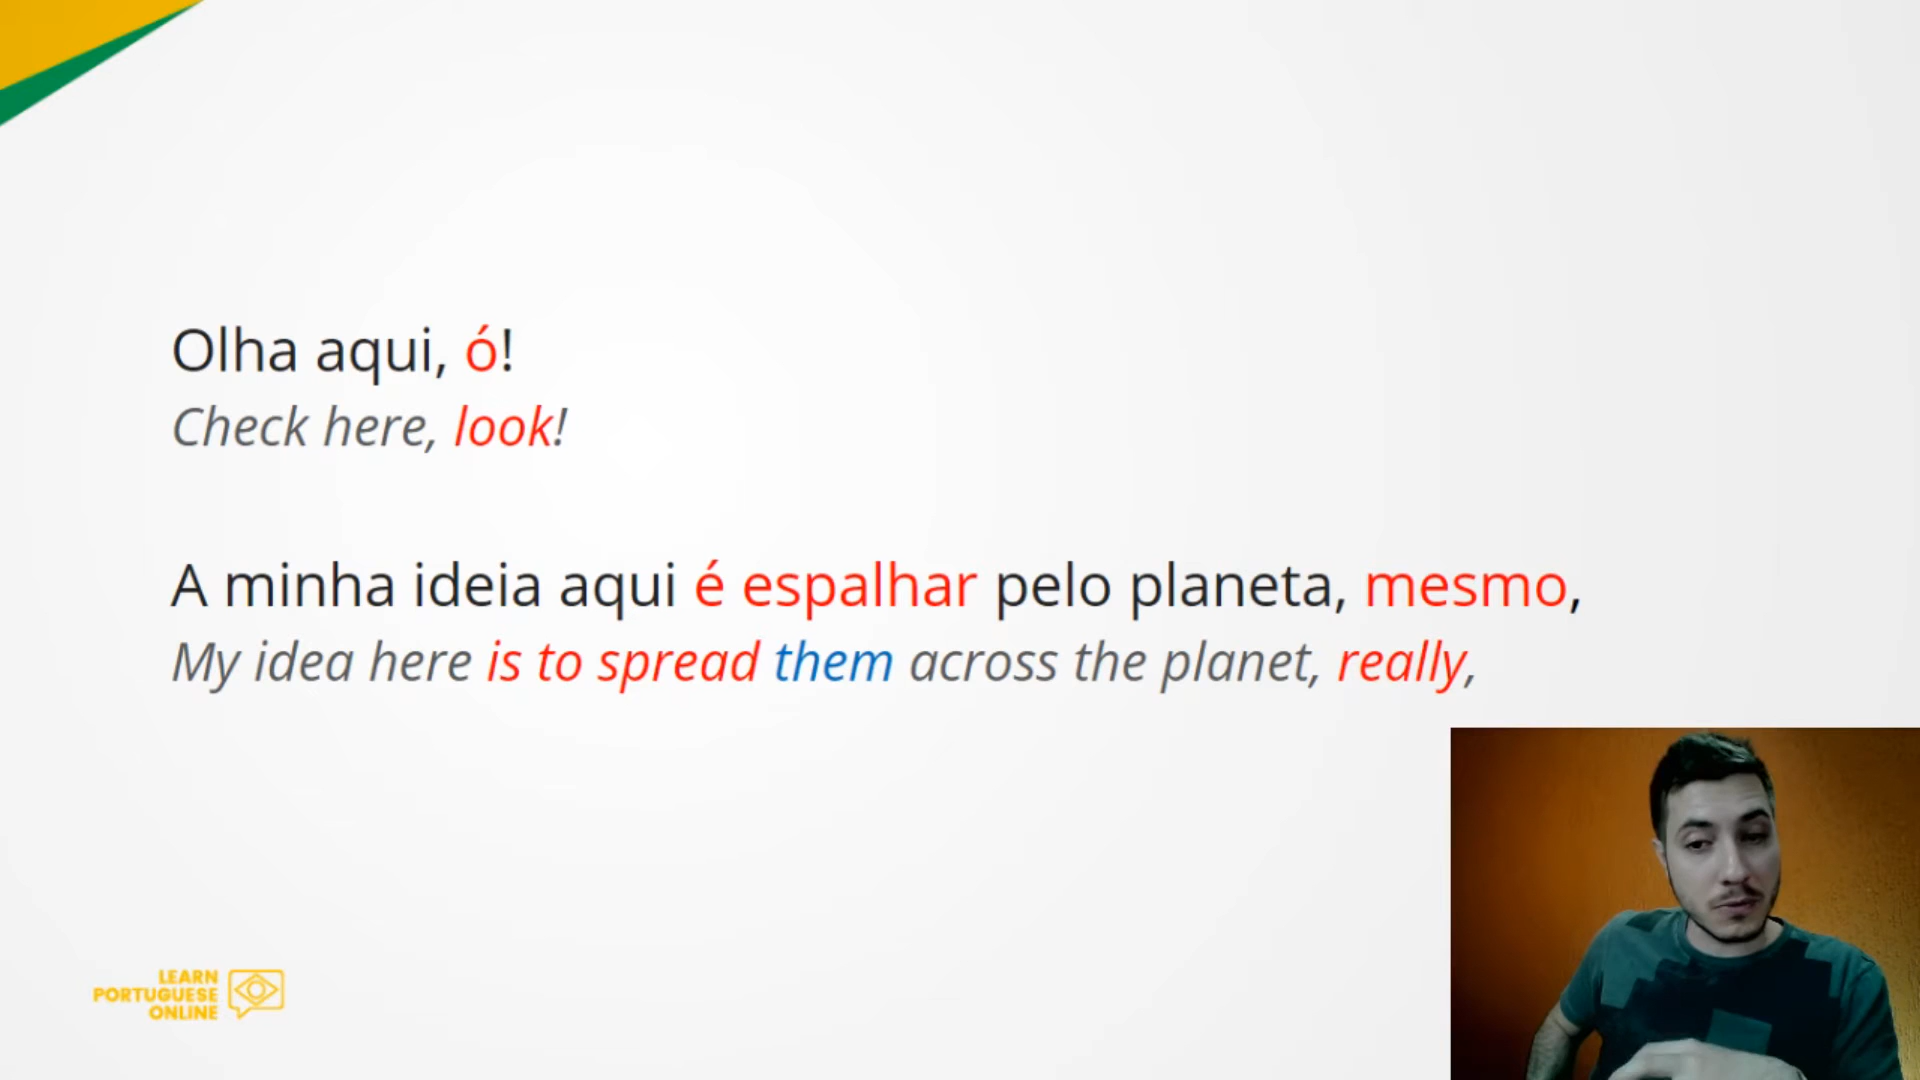 Olha aqui, ó!
Check here, look!
A minha ideia aqui é espalhar pelo planeta, mesmo,
My idea here is to spread them across the planet, really,
LEARN
PORTUGUESE
ONLINE